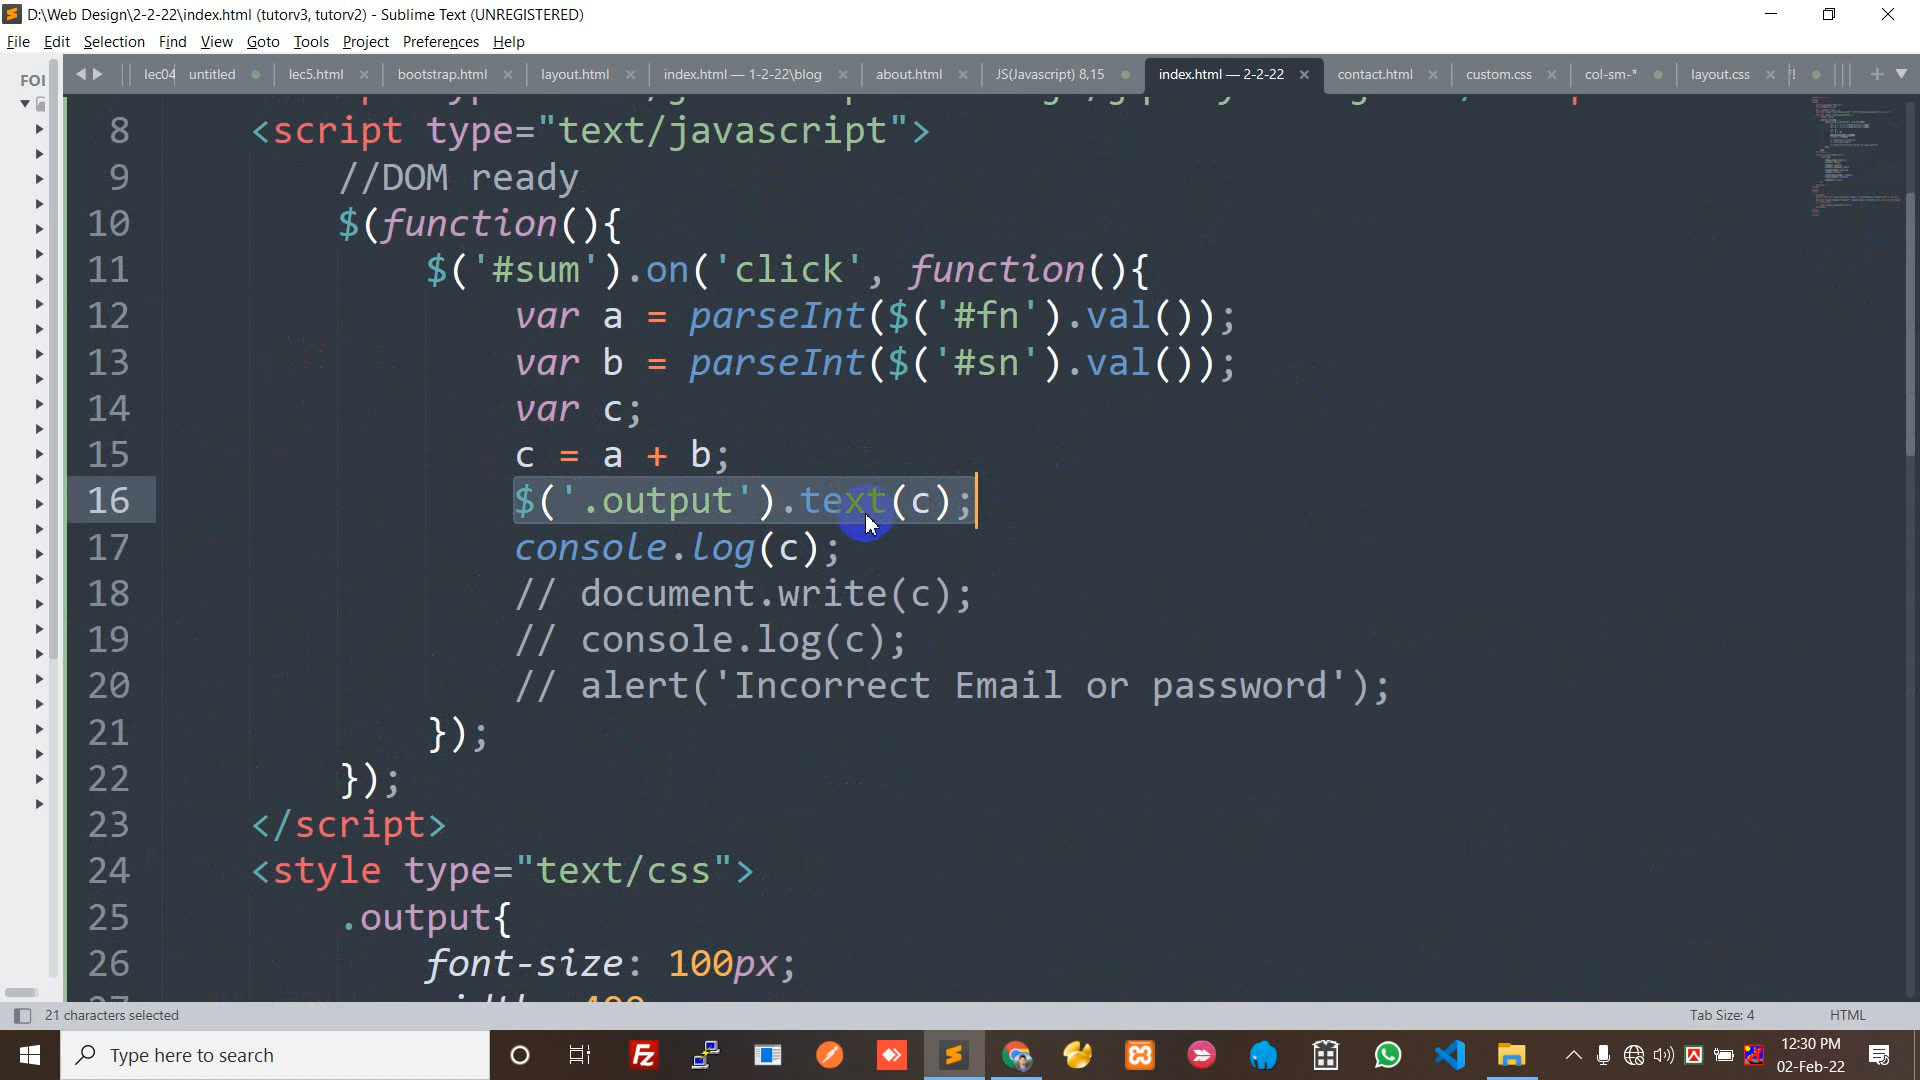 D:\Web Design\2-2-22\index.html (tutorv3, tutorv2) - Sublime Text (UNREGISTERED)
File Edit Selection Find View Goto Tools Project Preferences Help
FOI
lec04 untitled lec5.html bootstrap.html layout.html index.html — 1-2-22\blog about.html JS(Javascript) 8,15 index.html — 2-2-22 contact.html custom.css col-sm-* layout.css
8 <script type="text/javascript">
9 //DOM ready
10 $(function(){
11 $('#sum').on('click', function(){
12 var a = parseInt($('#fn').val());
13 var b = parseInt($('#sn').val());
14 var c;
15 c = a + b;
16 $('.output').text(c);
17 console.log(c);
18 // document.write(c);
19 // console.log(c);
20 // alert('Incorrect Email or password');
21 });
22 });
23 </script>
24 <style type="text/css">
25 .output{
26 font-size: 100px;
21 characters selected Tab Size: 4 HTML
Type here to search
12:30 PM
02-Feb-22